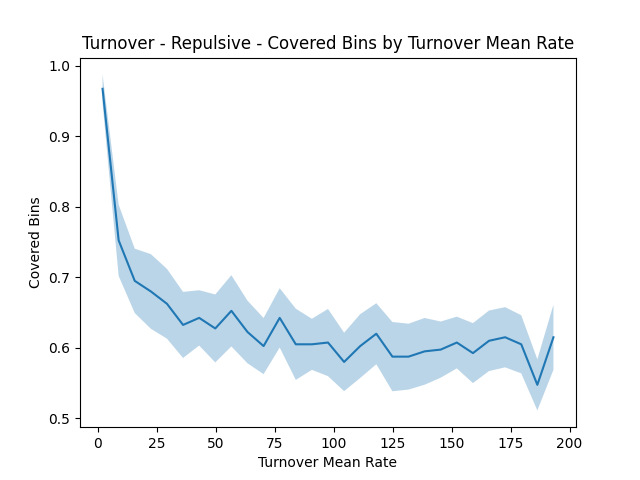 Turnover - Repulsive - Covered Bins by Turnover Mean Rate
1.0
0.9
0.8
0.7
0.6
0.5
Covered Bins
0 25 50 75 100 125 150 175 200
Turnover Mean Rate